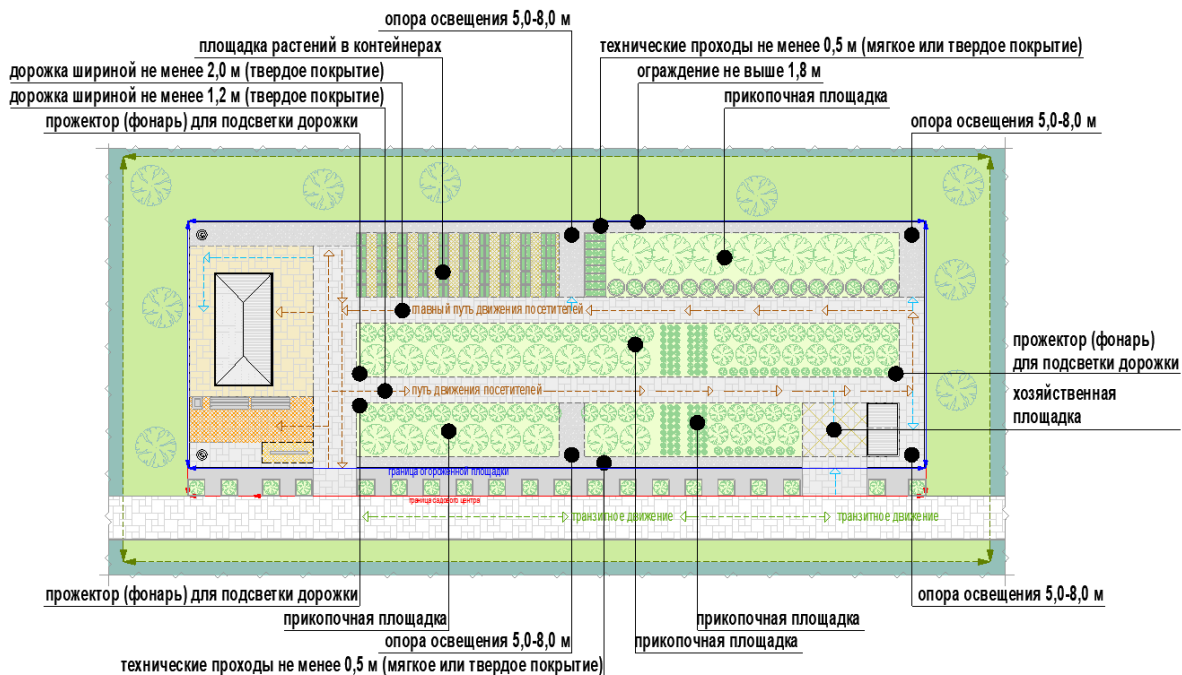 опора освещения 5,0-8,0 м
площадка растений в контейнерах
технические проходы не менее 0,5 м (мягкое или твердое покрытие)
дорожка шириной не менее 2,0 м (твердое покрытие)
ограждение не выше 1,8 м
дорожка шириной не менее 1,2 м (твердое покрытие)
прикопочная площадка
прожектор (фонарь) для подсветки дорожки
опора освещения 5,0-8,0 м
главный путь движения посетителей
прожектор (фонарь)
для подсветки дорожки
путь движения посетителей
хозяйственная
площадка
граница огороженной площадки
граница садового центра
транзитное движение
транзитное движение
прожектор (фонарь) для подсветки дорожки
опора освещения 5,0-8,0 м
прикопочная площадка
прикопочная площадка
опора освещения 5,0-8,0 м
прикопочная площадка
технические проходы не менее 0,5 м (мягкое или твердое покрытие)